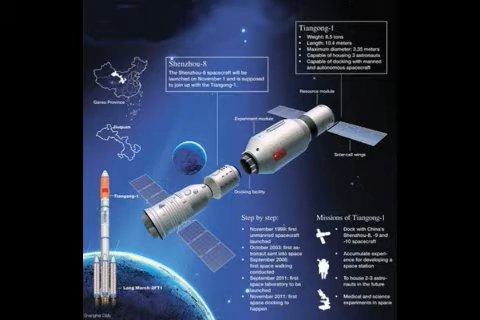 Tiangong-1
Weight: 8.5 tons
Length: 10.4 meters
Maximum diameter: 3.35 meters
Capable of housing 3 astronauts
Capable of docking with manned
and autonomous spacecraft
Shenzhou-8
The Shenzhou-8 spacecraft will be
launched on November 1 and is supposed
to join up with the Tiangong-1.
Resource module
Gansu Province
Experiment module
Jiuquan
Solar-cell wings
Docking facility
Tiangong-1
Long March-2FT1
Step by step:
November 1999: first
unmanned spacecraft
launched
October 2003: first as-
tronaut sent into space
September 2008:
first space walking
conducted
September 2011: first
space laboratory to be
launched
November 2011: first
space docking to
happen
Missions of Tiangong-1
Dock with China's
Shenzhou-8, -9 and
-10 spacecraft
Accumulate experi-
ence for developing a
space station
To house 2-3 astro-
nauts in the future
Medical and science
experiments in space
Shanghai Daily